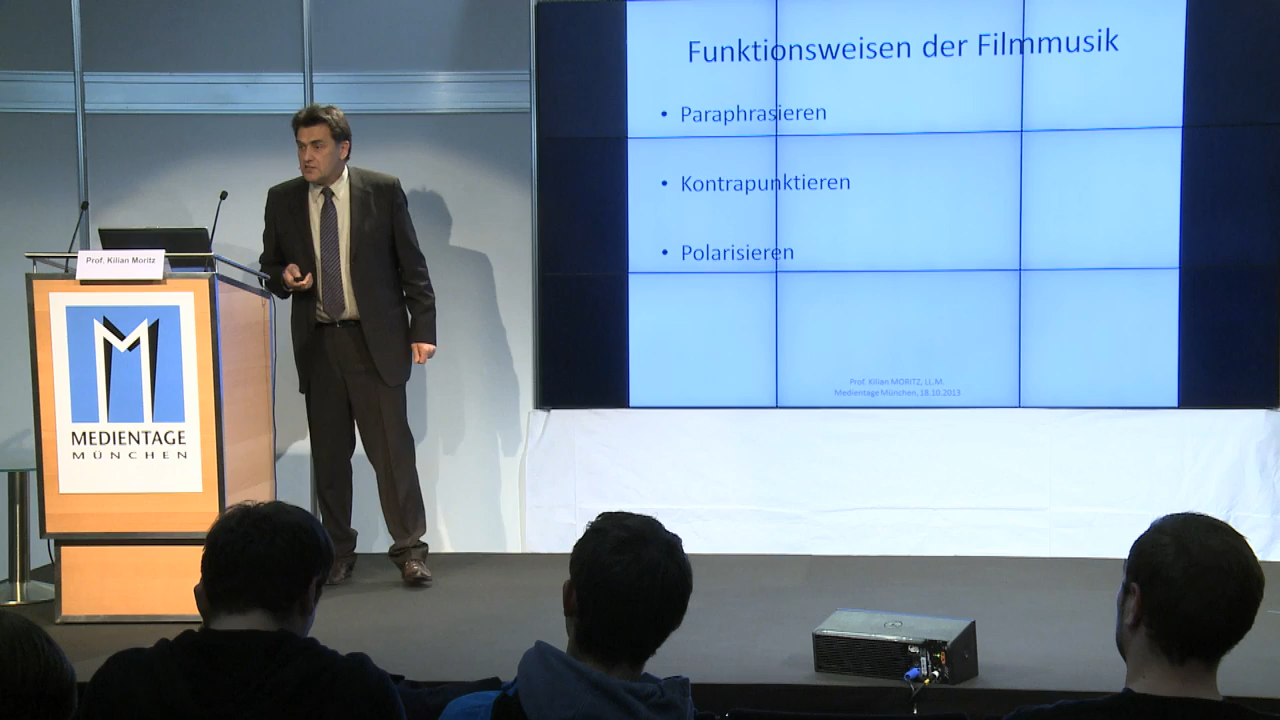 Funktionsweisen der Filmmusik
• Paraphrasieren
• Kontrapunktieren
• Polarisieren
Prof. Kilian MORITZ, LL.M.
Medientage München, 18.10.2013
Prof. Kilian Moritz
M
MEDIENTAGE
MÜNCHEN